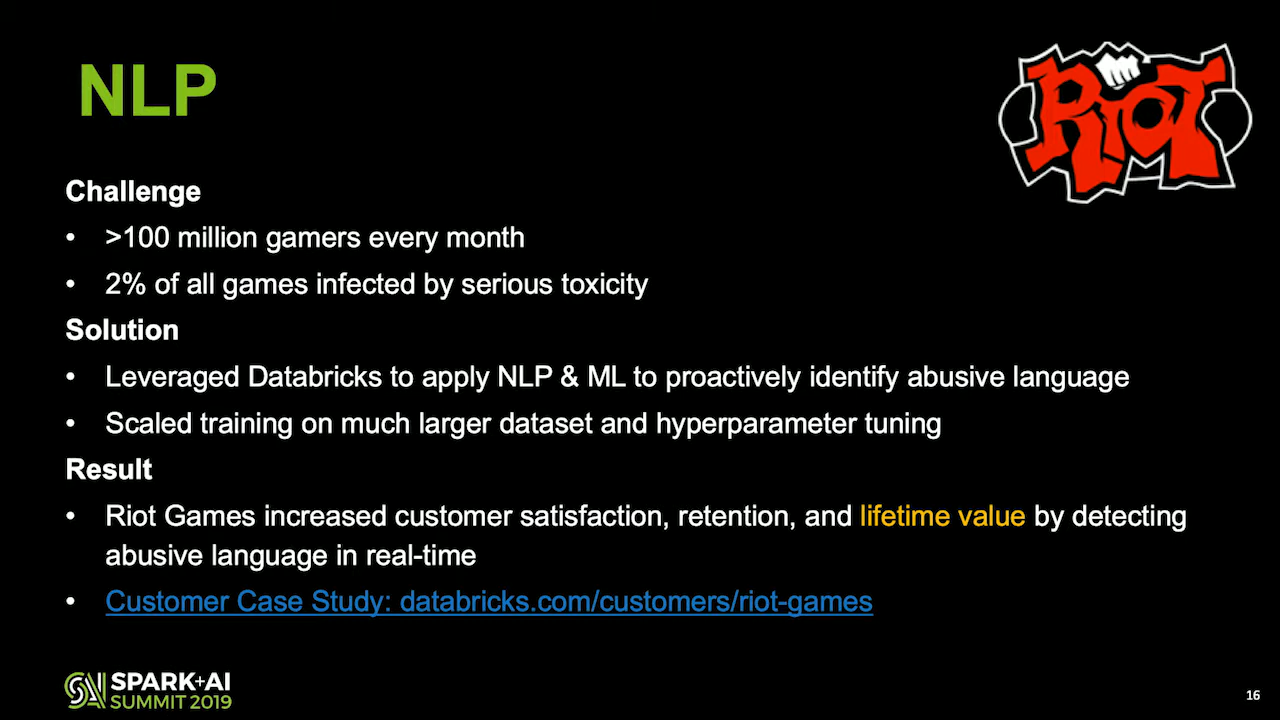 NLP
RIOT
Challenge
• >100 million gamers every month
• 2% of all games infected by serious toxicity
Solution
• Leveraged Databricks to apply NLP & ML to proactively identify abusive language
• Scaled training on much larger dataset and hyperparameter tuning
Result
• Riot Games increased customer satisfaction, retention, and lifetime value by detecting
abusive language in real-time
• Customer Case Study: databricks.com/customers/riot-games
SPARK+AI
SUMMIT 2019
16